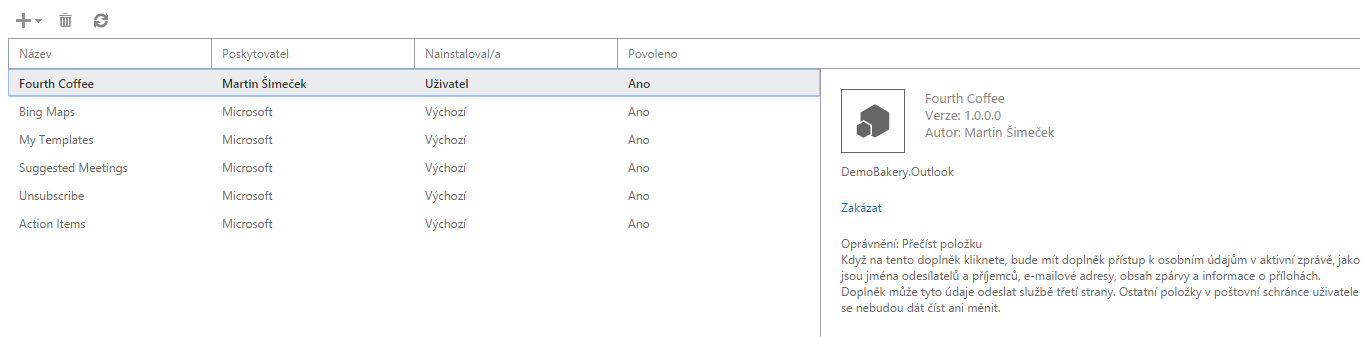 Název Poskytovatel Nainstaloval/a Povoleno
Fourth Coffee Martin Šimeček Uživatel Ano
Bing Maps Microsoft Výchozí Ano
My Templates Microsoft Výchozí Ano
Suggested Meetings Microsoft Výchozí Ano
Unsubscribe Microsoft Výchozí Ano
Action Items Microsoft Výchozí Ano
Fourth Coffee
Verze: 1.0.0.0
Autor: Martin Šimeček
DemoBakery.Outlook
Zakázat
Oprávnění: Přečíst položku
Když na tento doplněk kliknete, bude mít doplněk přístup k osobním údajům v aktivní zprávě, jako
jsou jména odesílatelů a příjemců, e-mailové adresy, obsah zpárvy a informace o přílohách.
Doplněk může tyto údaje odeslat službě třetí strany. Ostatní položky v poštovní schránce uživatele
se nebudou dát číst ani měnit.